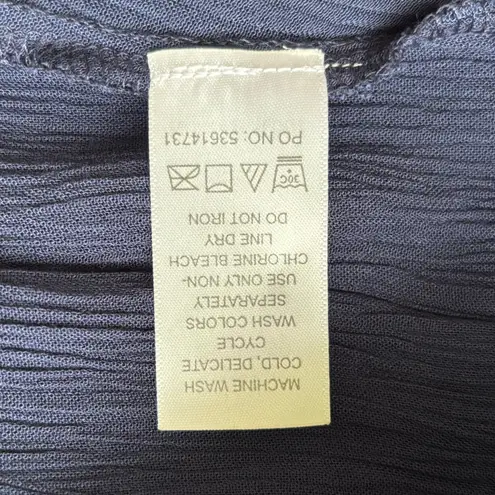 MACHINE WASH
COLD, DELICATE
CYCLE
WASH COLORS
SEPARATELY
USE ONLY NON-
CHLORINE BLEACH
LINE DRY
DO NOT IRON
30C
PO NO: 53614731